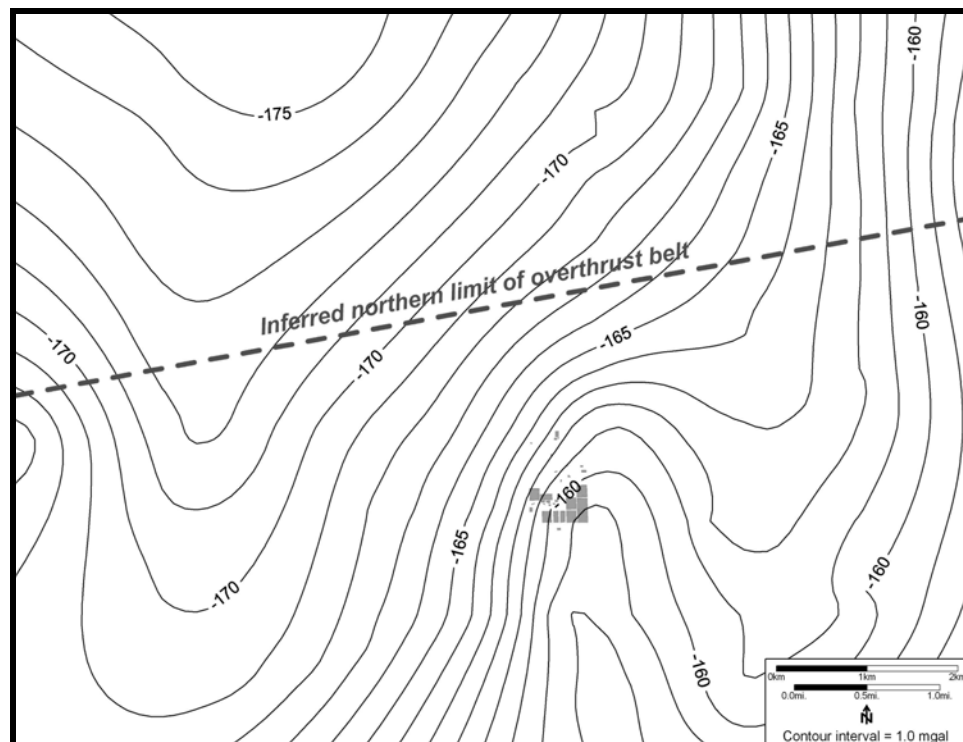 -160
-175
-165
-170
Inferred northern limit of overthrust belt
-160
-170
-165
-170
-160
-165
-160
-170
-160
0km 1km 2km
0.0mi. 0.5mi. 1.0mi.
N
Contour interval = 1.0 mgal